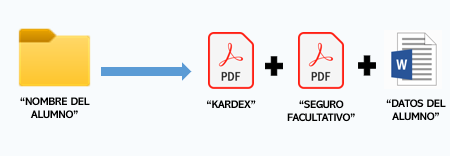 PDF
PDF
W
“NOMBRE DEL
ALUMNO”
“KARDEX”
“SEGURO
FACULTATIVO”
“DATOS DEL
ALUMNO”